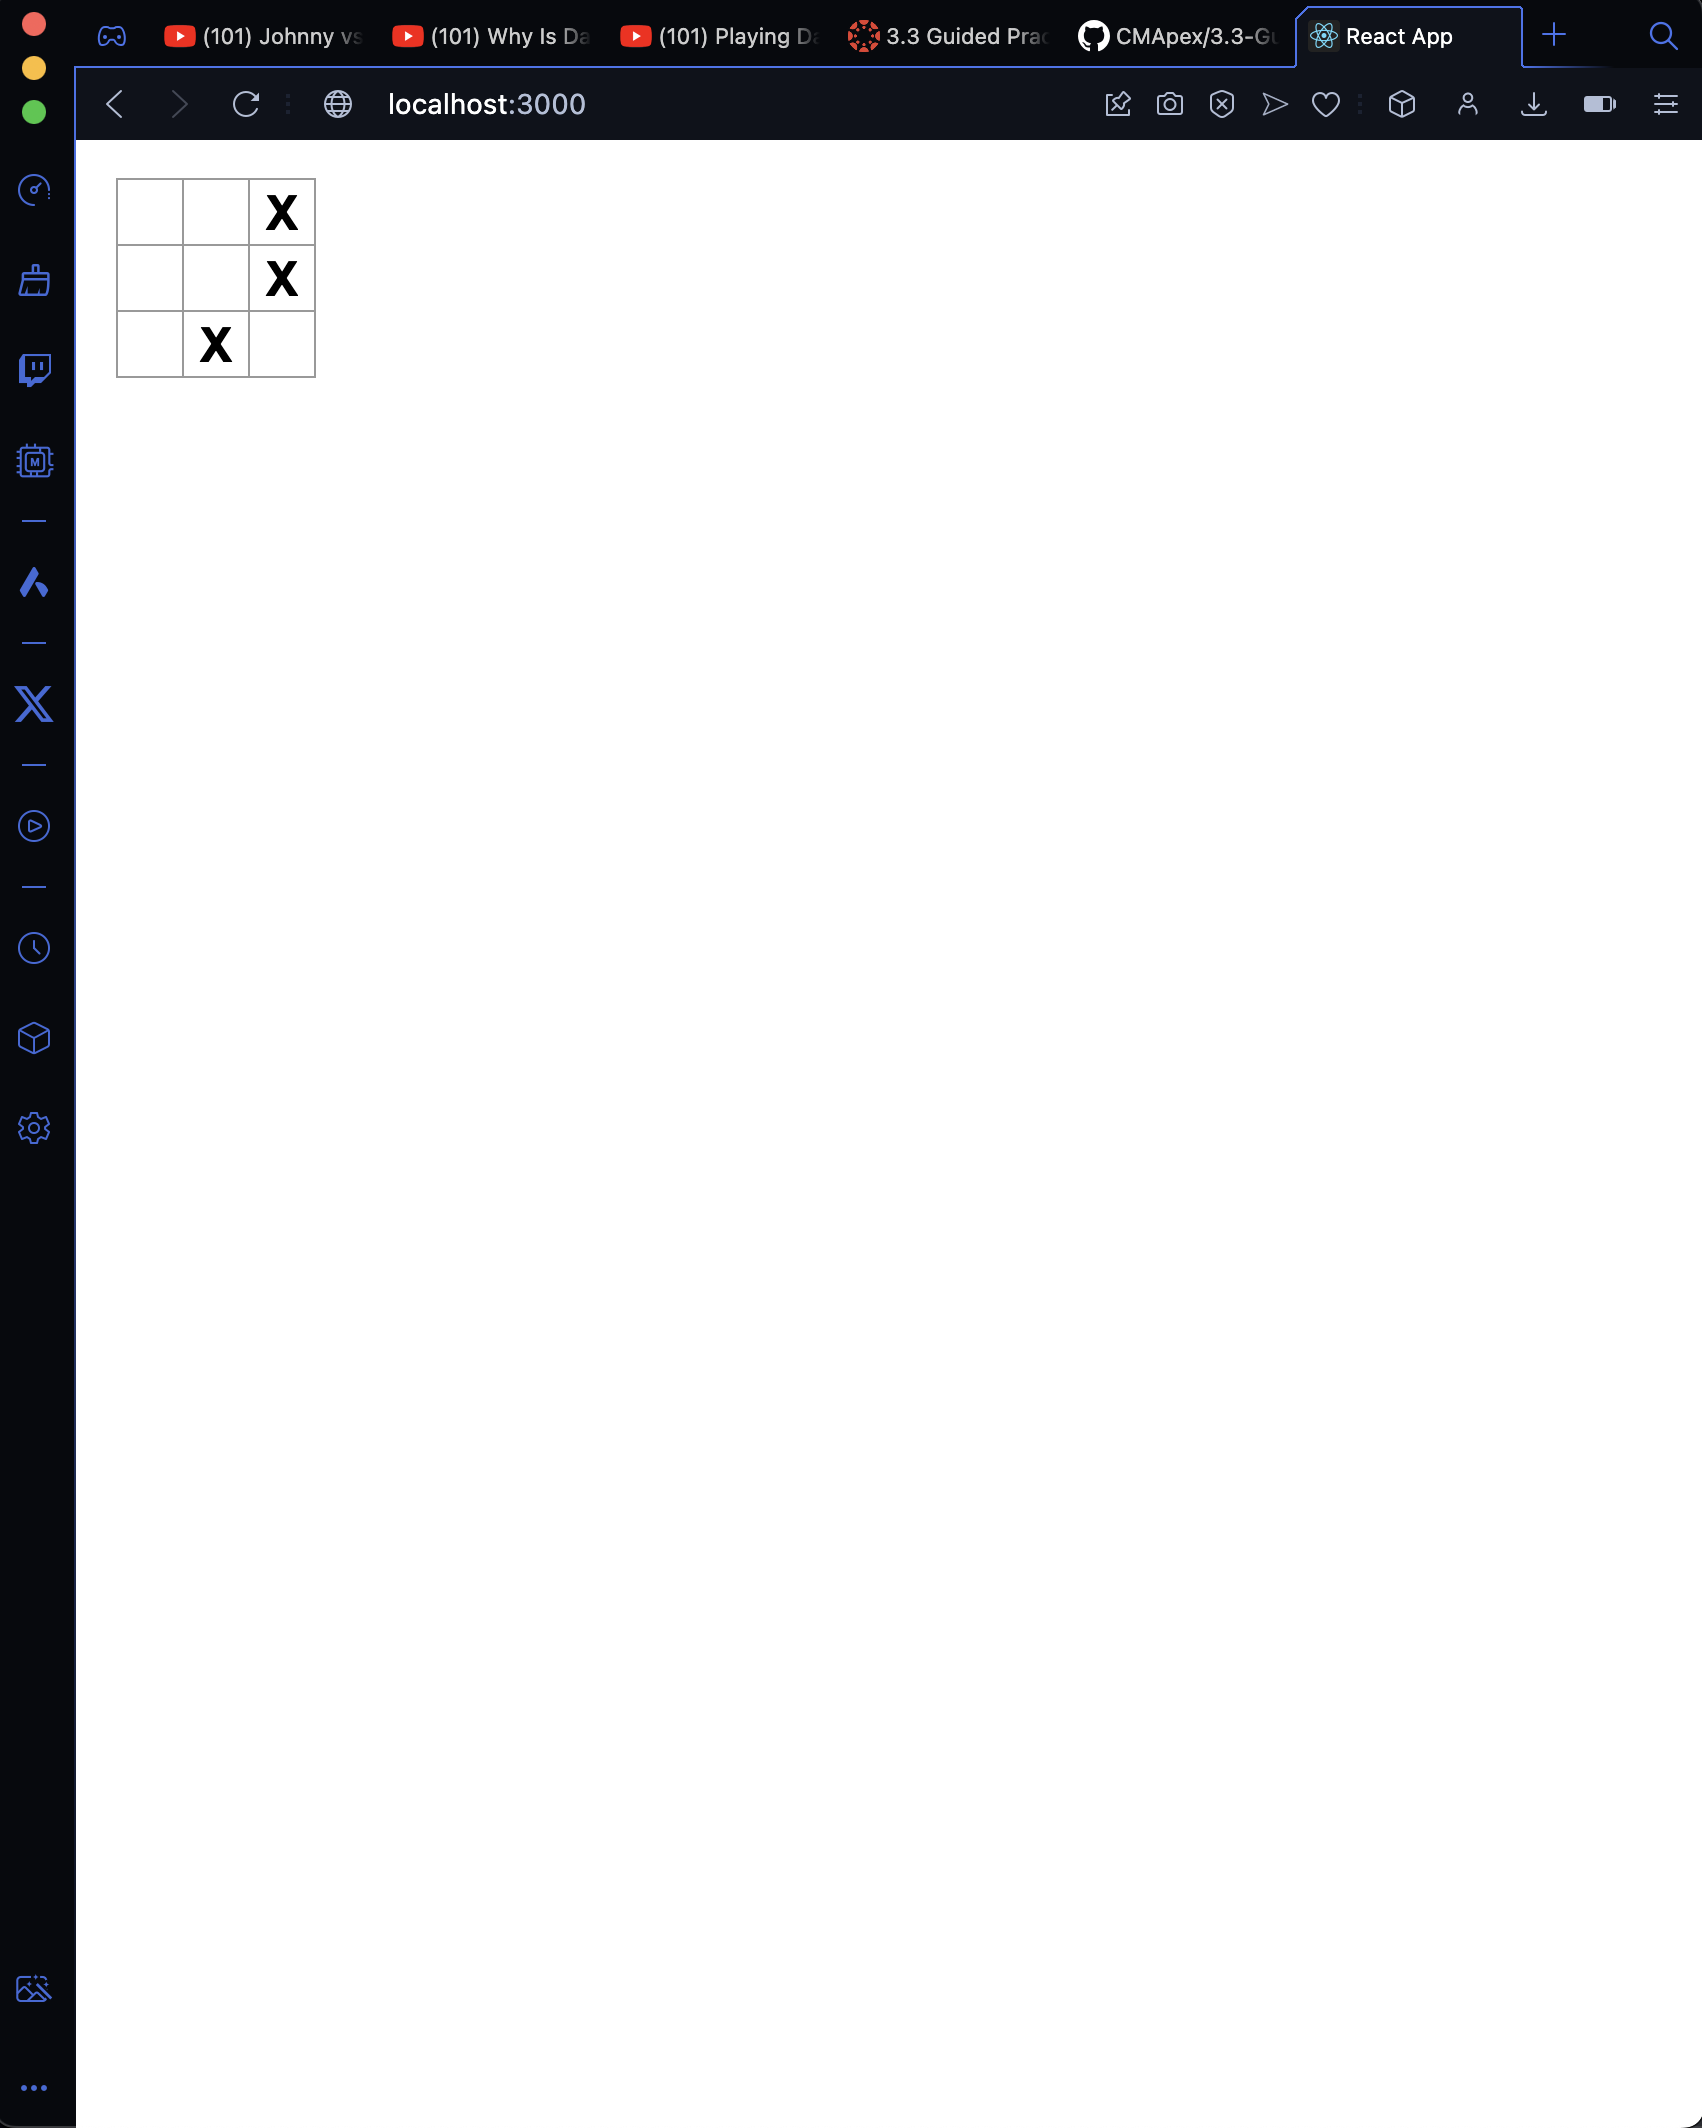 (101) Johnny vs
(101) Why Is Da
(101) Playing Da
3.3 Guided Prac
CMApex/3.3-Gu
React App
localhost:3000
X
X
X
M